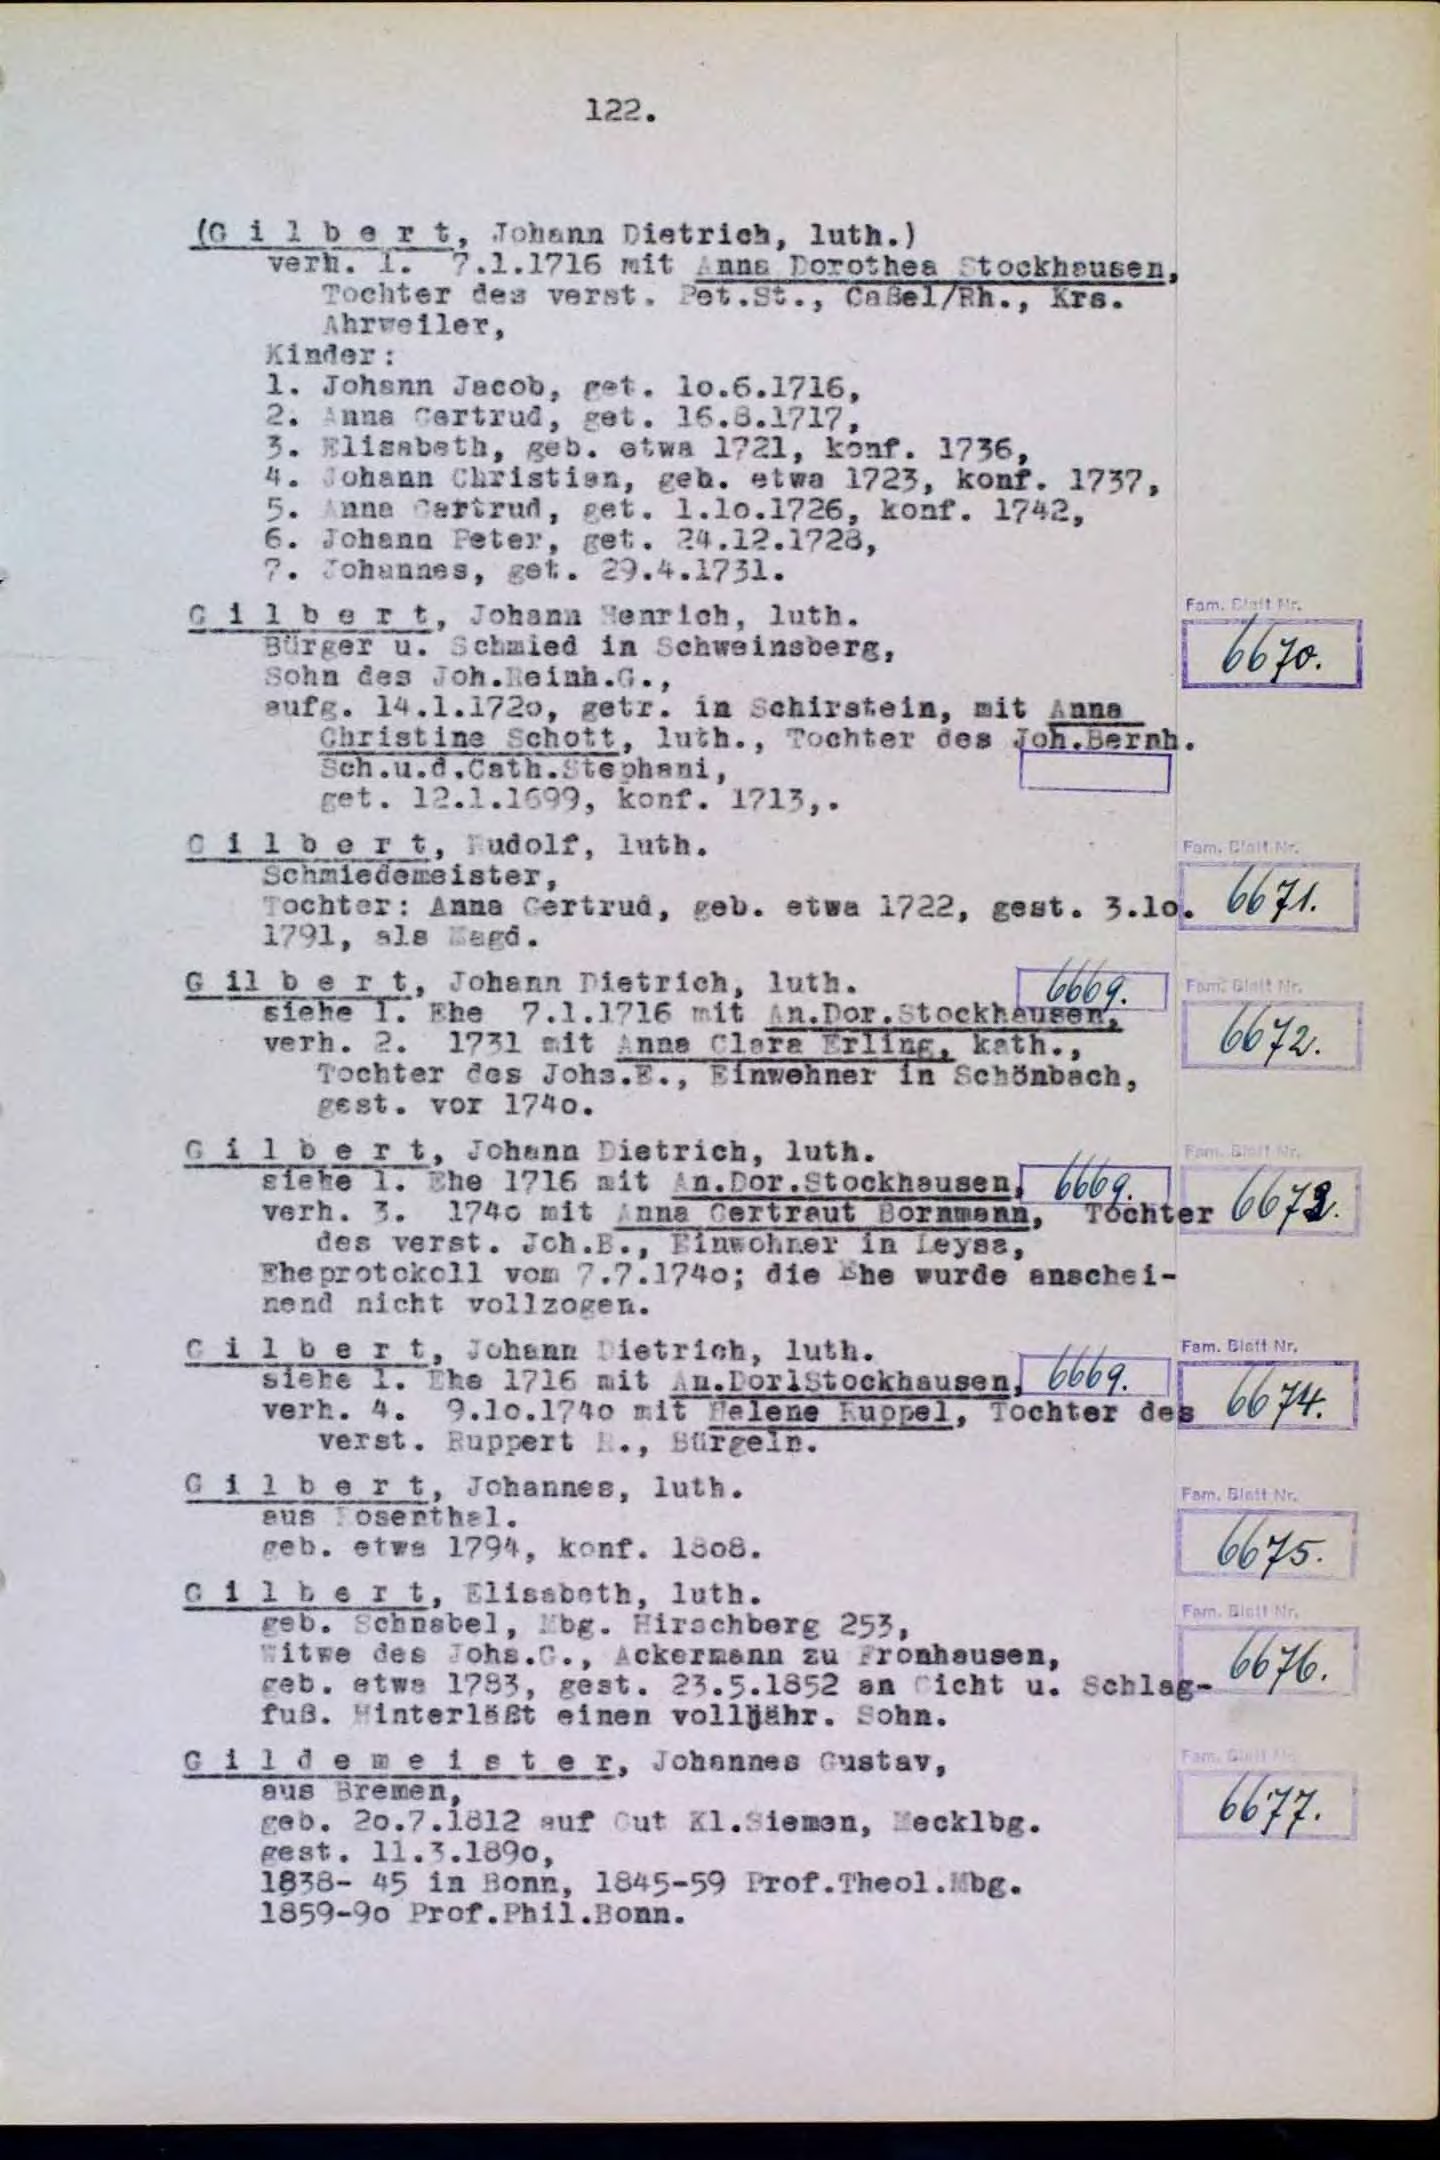 122.
(G i l b e r t, Johann Dietrich, luth.)
verh. 1. 7.1.1716 mit Anna Dorothea Stockhausen,
Tochter des verst. Pet.St., Caßel/Rh., Krs.
Ahrweiler,
Kinder:
1. Johann Jacob, get. 1o.6.1716,
2. Anna Gertrud, get. 16.8.1717,
3. Elisabeth, geb. etwa 1721, konf. 1736,
4. Johann Christian, geb. etwa 1723, konf. 1737,
5. Anna Gertrud, get. 1.1o.1726, konf. 1742,
6. Johann Peter, get. 24.12.1728,
7. Johannes, get. 29.4.1731.
G i l b e r t, Johann Henrich, luth.
Fam. Blatt Nr.
Bürger u. Schmied in Schweinsberg,
6670.
Sohn des Joh.Reinh.G.,
aufg. 14.1.172o, getr. in Schirstein, mit Anna
Christine Schott, luth., Tochter des Joh.Bernh.
Sch.u.d.Cath.Stephani,
get. 12.1.1699, konf. 1713,.
G i l b e r t, Rudolf, luth.
Fam. Blatt Nr.
Schmiedemeister,
Tochter: Anna Gertrud, geb. etwa 1722, gest. 3.1o.
6671.
1791, als Magd.
G il b e r t, Johann Dietrich, luth.
6669.
Fam. Blatt Nr.
siehe 1. Ehe 7.1.1716 mit An.Dor.Stockhausen,
verh. 2. 1731 mit Anna Clara Erling, kath.,
6672.
Tochter des Johs.E., Einwohner in Schönbach,
gest. vor 174o.
G i l b e r t, Johann Dietrich, luth.
Fam. Blatt Nr.
siehe 1. Ehe 1716 mit An.Dor.Stockhausen,
6669.
verh. 3. 174o mit Anna Gertraut Bornmann, Tochter
6673.
des verst. Joh.B., Einwohner in Leyss,
Eheprotokoll vom 7.7.174o; die Ehe wurde anschei-
nend nicht vollzogen.
G i l b e r t, Johann Dietrich, luth.
Fam. Blatt Nr.
siehe 1. Ehe 1716 mit An.DorlStockhausen,
6669.
verh. 4. 9.1o.174o mit Helene Ruppel, Tochter des
6674.
verst. Ruppert R., Bürgeln.
G i l b e r t, Johannes, luth.
Fam. Blatt Nr.
aus Rosenthal.
geb. etwa 1794, konf. 18o8.
6675.
G i l b e r t, Elisabeth, luth.
Fam. Blatt Nr.
geb. Schnabel, Mbg. Hirschberg 253,
Witwe des Johs.G., Ackermann zu Fronhausen,
6676.
geb. etwa 1783, gest. 23.5.1852 an Gicht u. Schlag-
fuß. Hinterläßt einen volljähr. Sohn.
G i l d e m e i s t e r, Johannes Gustav,
Fam. Blatt Nr.
aus Bremen,
geb. 2o.7.1812 auf Gut Kl.Siemen, Mecklbg.
6677.
gest. 11.3.189o,
1838- 45 in Bonn, 1845-59 Prof.Theol.Mbg.
1859-9o Prof.Phil.Bonn.